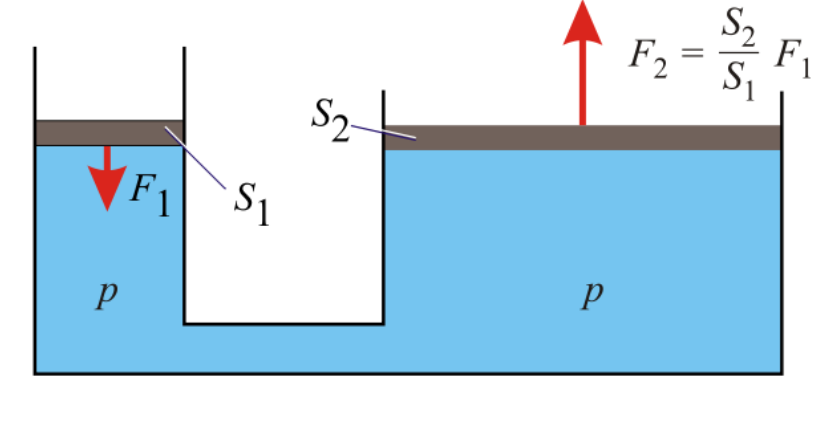 F₂ = S₂/S₁ F₁
S₂
F₁
S₁
p
p